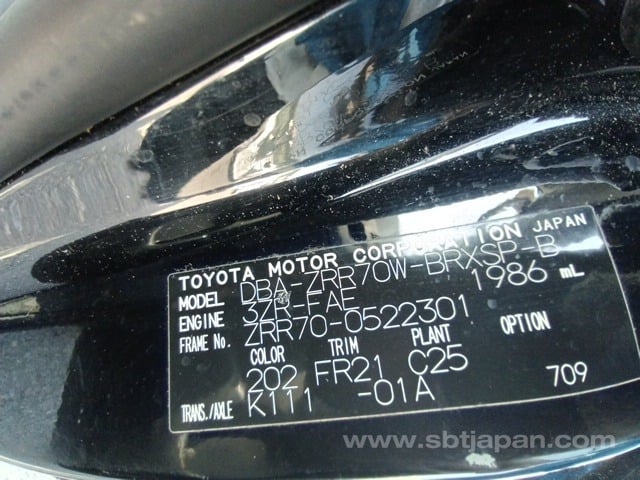 TOYOTA MOTOR CORPORATION JAPAN
MODEL DBA-ZRR70W-BRXSP-B
ENGINE 3ZR-FAE 1986 mL
FRAME No. ZRR70-0522301
COLOR TRIM PLANT OPTION
202 FR21 C25
TRANS./AXLE K111 -01A 709
www.sbtjapan.com